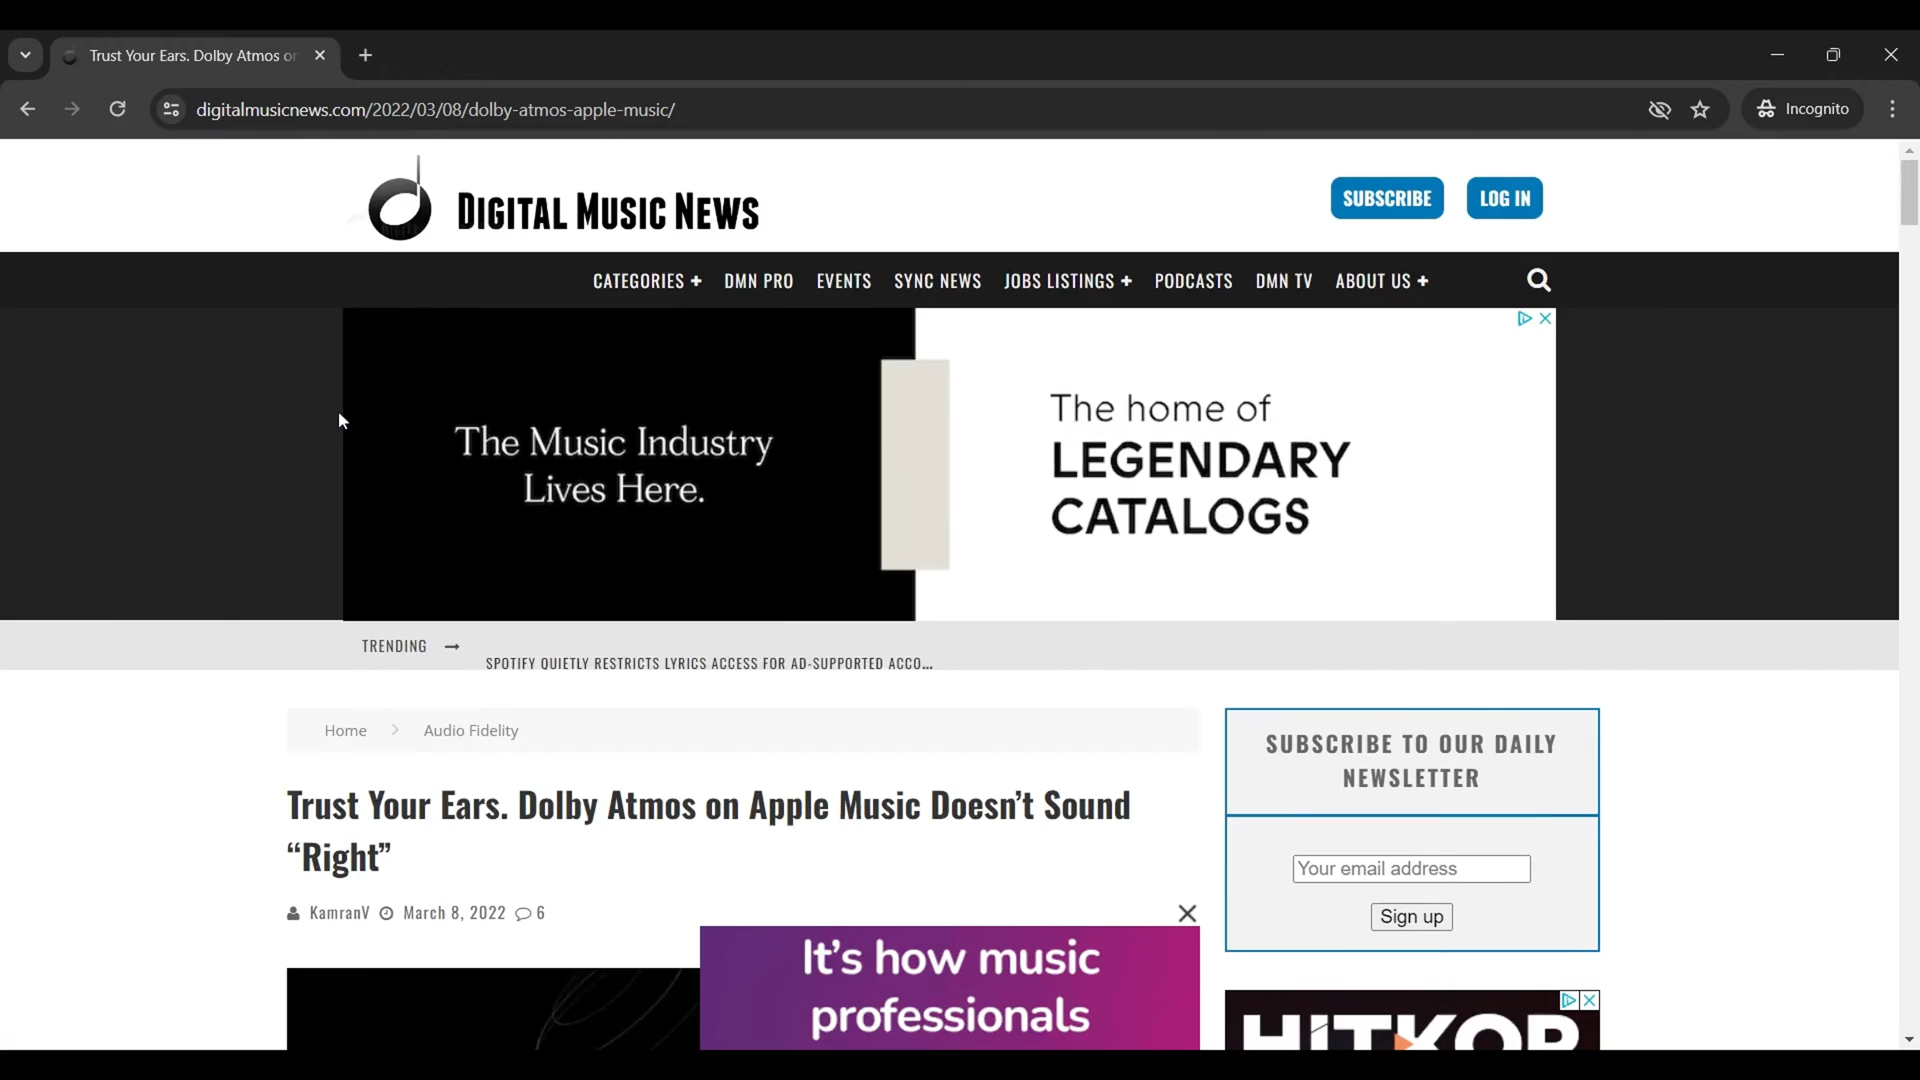 Trust Your Ears. Dolby Atmos or
digitalmusicnews.com/2022/03/08/dolby-atmos-apple-music/
Incognito
DIGITAL MUSIC NEWS
SUBSCRIBE
LOG IN
CATEGORIES + DMN PRO EVENTS SYNC NEWS JOBS LISTINGS + PODCASTS DMN TV ABOUT US +
The Music Industry
Lives Here.
The home of
LEGENDARY
CATALOGS
TRENDING →
SPOTIFY QUIETLY RESTRICTS LYRICS ACCESS FOR AD-SUPPORTED ACCO...
Home > Audio Fidelity
Trust Your Ears. Dolby Atmos on Apple Music Doesn’t Sound
“Right”
KamranV March 8, 2022 6
It’s how music
professionals
SUBSCRIBE TO OUR DAILY
NEWSLETTER
Your email address
Sign up